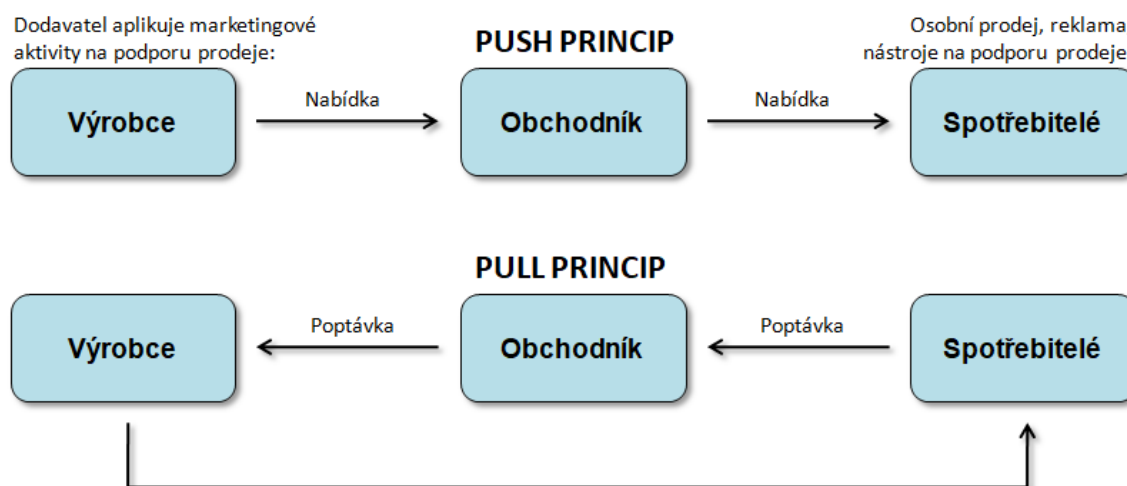 Dodavatel aplikuje marketingové
aktivity na podporu prodeje:
PUSH PRINCIP
Osobní prodej, reklama
nástroje na podporu prodeje
Výrobce
Nabídka
Obchodník
Nabídka
Spotřebitelé
PULL PRINCIP
Výrobce
Poptávka
Obchodník
Poptávka
Spotřebitelé